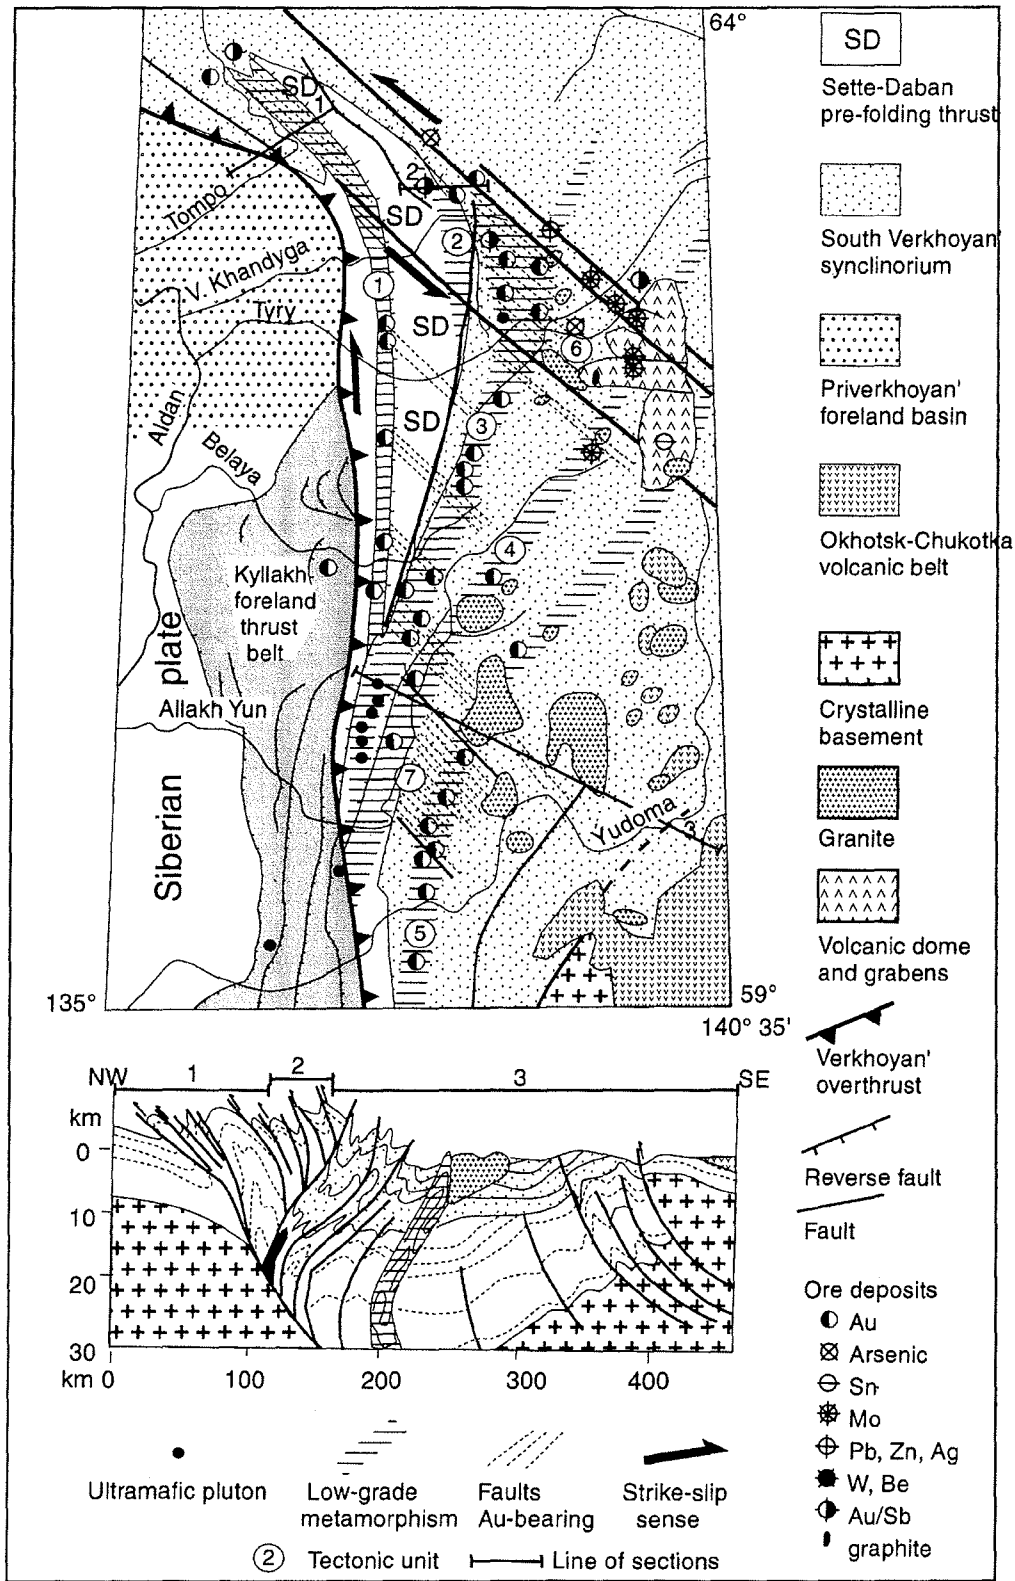 64°
SD
1
2
SD
2
Tompo
V. Khandyga
1
Tyry
SD
6
Aldan
SD
3
Belaya
4
Kyllakh
foreland
thrust
belt
Siberian plate
Allakh Yun
7
Yudoma
3
5
135°
59°
140° 35'
SD
Sette-Daban
pre-folding thrust
South Verkhoyan'
synclinorium
Priverkhoyan'
foreland basin
Okhotsk-Chukotka
volcanic belt
Crystalline
basement
Granite
Volcanic dome
and grabens
Verkhoyan'
overthrust
Reverse fault
Fault
Ore deposits
Au
Arsenic
Sn
Mo
Pb, Zn, Ag
W, Be
Au/Sb
graphite
NW 1 2 3 SE
km
0
10
20
30
km 0 100 200 300 400
Ultramafic pluton
Low-grade
metamorphism
Faults
Au-bearing
Strike-slip
sense
2 Tectonic unit
Line of sections